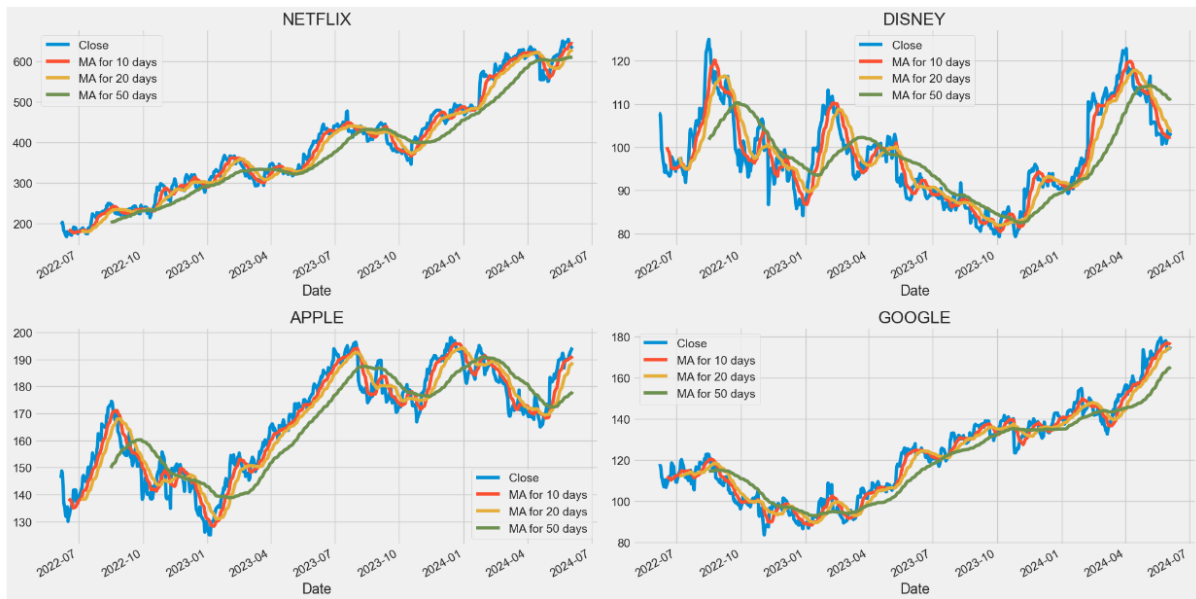 NETFLIX
Close
MA for 10 days
MA for 20 days
MA for 50 days
600
500
400
300
200
2022-07
2022-10
2023-01
2023-04
2023-07
2023-10
2024-01
2024-04
2024-07
Date
DISNEY
Close
MA for 10 days
MA for 20 days
MA for 50 days
120
110
100
90
80
2022-07
2022-10
2023-01
2023-04
2023-07
2023-10
2024-01
2024-04
2024-07
Date
APPLE
200
190
180
170
160
150
140
130
Close
MA for 10 days
MA for 20 days
MA for 50 days
2022-07
2022-10
2023-01
2023-04
2023-07
2023-10
2024-01
2024-04
2024-07
Date
GOOGLE
Close
MA for 10 days
MA for 20 days
MA for 50 days
180
160
140
120
100
80
2022-07
2022-10
2023-01
2023-04
2023-07
2023-10
2024-01
2024-04
2024-07
Date